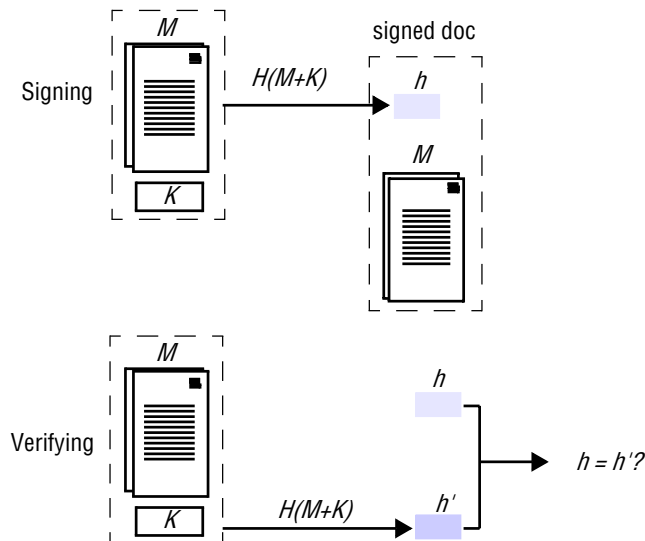 M
signed doc
Signing
H(M+K)
h
K
M
M
h
Verifying
h = h'?
K
H(M+K)
h'